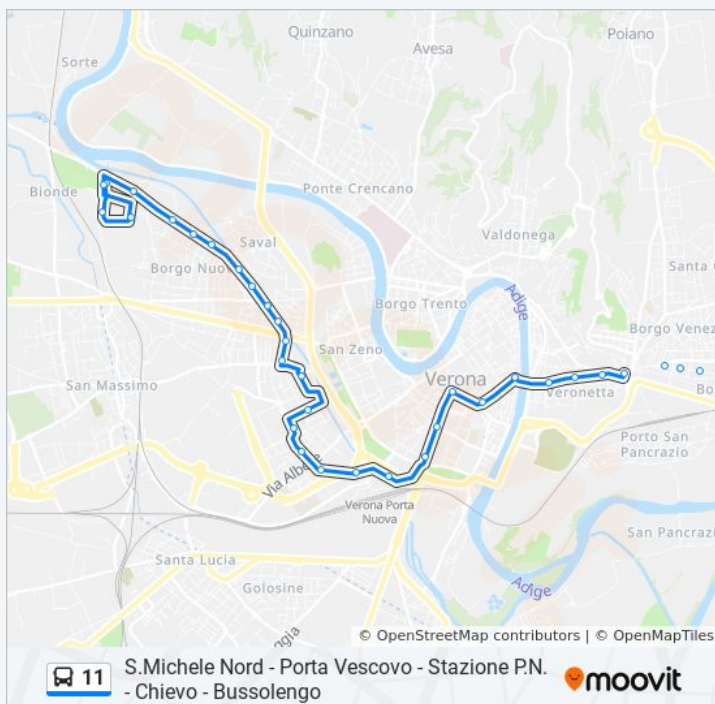 Quinzano
Poiano
Sorte
Avesa
Bionde
Ponte Crencano
Valdonega
Saval
Santa
Borgo Nuo
Adige
Borgo Trento
Borgo Venez
San Zeno
San Massimo
Verona
Veronetta
Bo
Porto San
Pancrazio
Via Albe
Verona Porta
Nuova
San Pancrazi
Santa Lucia
Golosine
Adige
ggia
© OpenStreetMap contributors | © OpenMapTiles
11
S.Michele Nord - Porta Vescovo - Stazione P.N.
- Chievo - Bussolengo
moovit